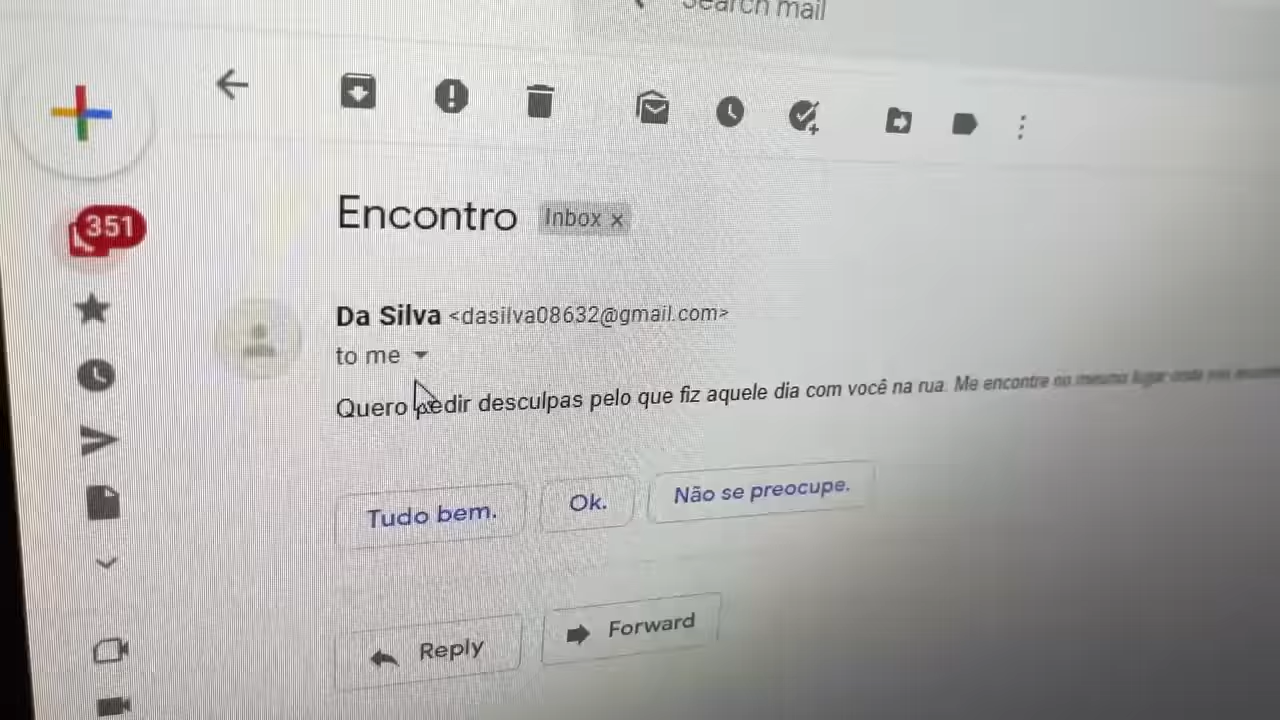 Search mail
351
Encontro Inbox x
Da Silva <dasilva08632@gmail.com>
to me
Quero pedir desculpas pelo que fiz aquele dia com você na rua. Me encontre no mesmo lugar onde
Tudo bem. Ok. Não se preocupe.
Reply Forward